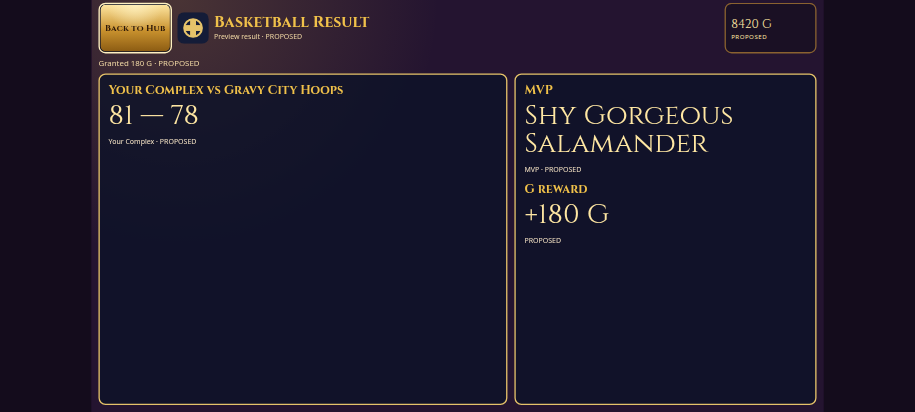 Back to Hub
Basketball Result
Preview result · PROPOSED
8420 G
PROPOSED
Granted 180 G · PROPOSED
Your Complex vs Gravy City Hoops
81 — 78
Your Complex · PROPOSED
MVP
Shy Gorgeous
Salamander
MVP · PROPOSED
G reward
+180 G
PROPOSED